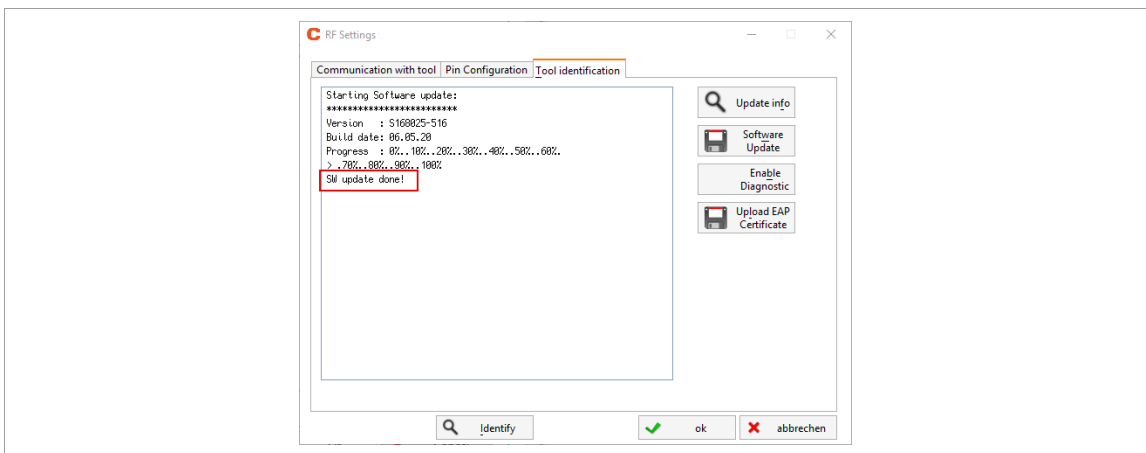 RF Settings
Communication with tool Pin Configuration Tool identification
Starting Software update:
*************************
Version : S168025-516
Build date: 06.05.20
Progress : 0%..10%..20%..30%..40%..50%..60%.
> .70%..80%..90%..100%
SW update done!
Update info
Software
Update
Enable
Diagnostic
Upload EAP
Certificate
Identify
ok
abbrechen